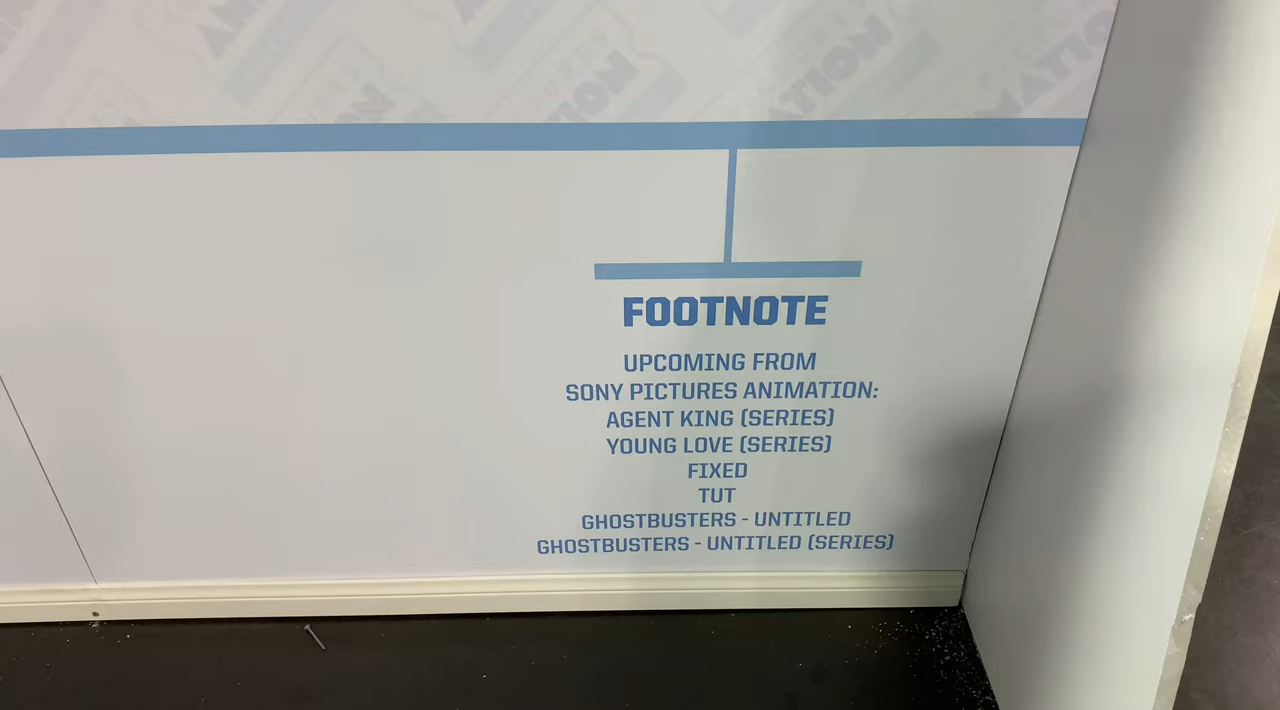 ANIMATION
FOOTNOTE
UPCOMING FROM
SONY PICTURES ANIMATION:
AGENT KING (SERIES)
YOUNG LOVE (SERIES)
FIXED
TUT
GHOSTBUSTERS - UNTITLED
GHOSTBUSTERS - UNTITLED (SERIES)